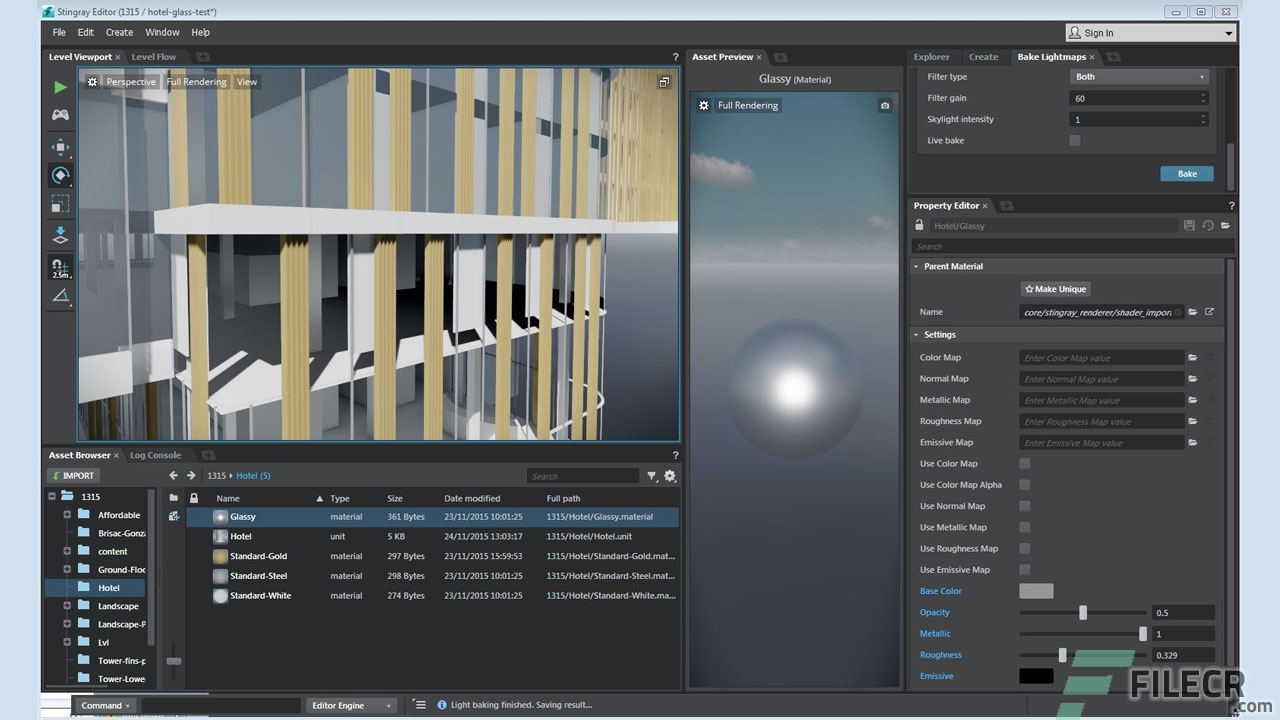 Stingray Editor (1315 / hotel-glass-test*)
File Edit Create Window Help
Sign In
Level Viewport Level Flow
?
Perspective Full Rendering View
2.5m
Asset Preview
Glassy (Material)
Full Rendering
Explorer Create Bake Lightmaps
Filter type Both
Filter gain 60
Skylight intensity 1
Live bake
Bake
Property Editor
?
Hotel/Glassy
Search
Parent Material
Make Unique
Name core/stingray_renderer/shader_impor
Settings
Color Map Enter Color Map value
Normal Map Enter Normal Map value
Metallic Map Enter Metallic Map value
Roughness Map Enter Roughness Map value
Emissive Map Enter Emissive Map value
Use Color Map
Use Color Map Alpha
Use Normal Map
Use Metallic Map
Use Roughness Map
Use Emissive Map
Base Color
Opacity 0.5
Metallic 1
Roughness 0.329
Emissive
Asset Browser Log Console
?
IMPORT
1315 Hotel (5)
Search
1315
Affordable
Brisac-Gonz
content
Ground-Floo
Hotel
Landscape
Landscape-P
Lvl
Tower-fins-p
Tower-Lowe
Name Type Size Date modified Full path
Glassy material 361 Bytes 23/11/2015 10:01:25 1315/Hotel/Glassy.material
Hotel unit 5 KB 24/11/2015 13:03:17 1315/Hotel/Hotel.unit
Standard-Gold material 297 Bytes 23/11/2015 15:59:53 1315/Hotel/Standard-Gold.mat...
Standard-Steel material 298 Bytes 23/11/2015 10:01:25 1315/Hotel/Standard-Steel.mat...
Standard-White material 274 Bytes 23/11/2015 10:01:25 1315/Hotel/Standard-White.ma...
Command
Editor Engine
Light baking finished. Saving result...
FILECR
.com